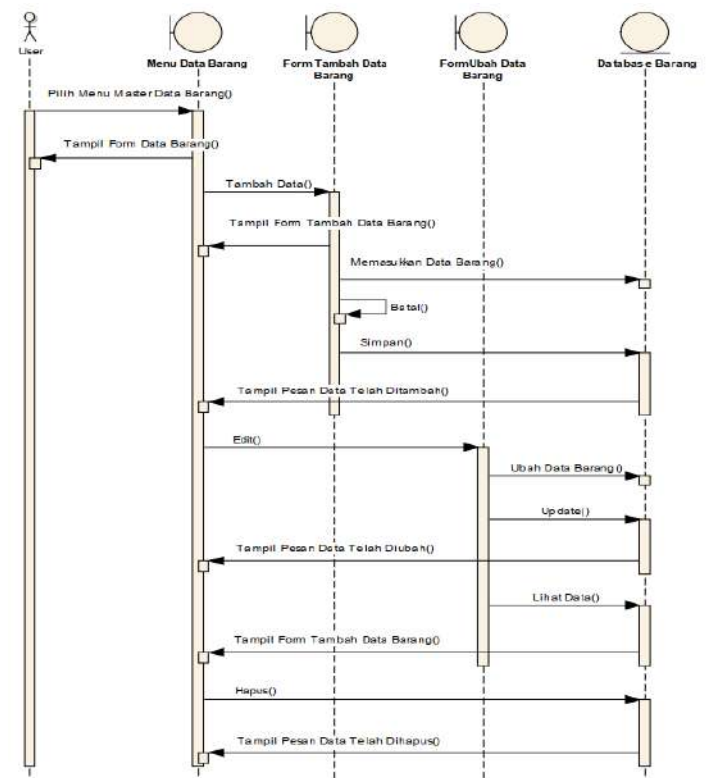 User
Menu Data Barang
Form Tambah Data
Barang
FormUbah Data
Barang
Database Barang
Pilih Menu Master Data Barang()
Tampil Form Data Barang()
Tambah Data()
Tampil Form Tambah Data Barang()
Memasukkan Data Barang()
Batal()
Simpan()
Tampil Pesan Data Telah Ditambah()
Edit()
Ubah Data Barang()
Update()
Tampil Pesan Data Telah Diubah()
Lihat Data()
Tampil Form Tambah Data Barang()
Hapus()
Tampil Pesan Data Telah Dihapus()